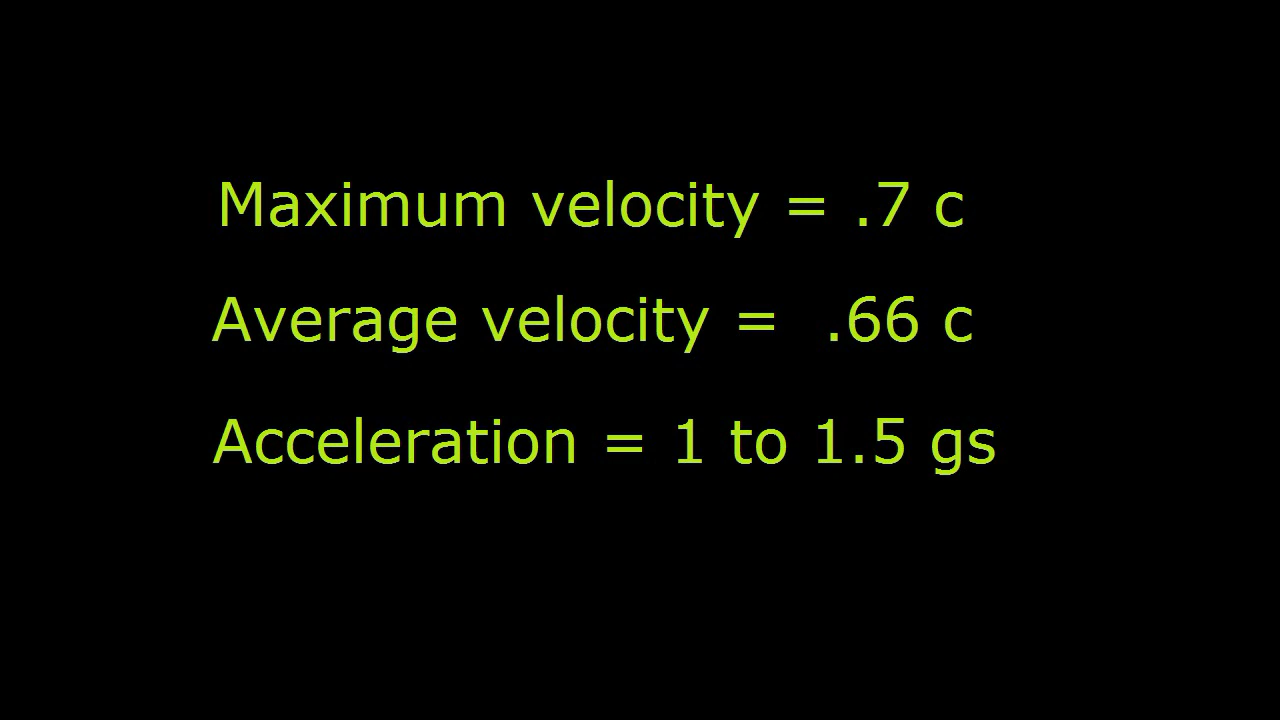 Maximum velocity = .7 c
Average velocity =  .66 c
Acceleration = 1 to 1.5 gs